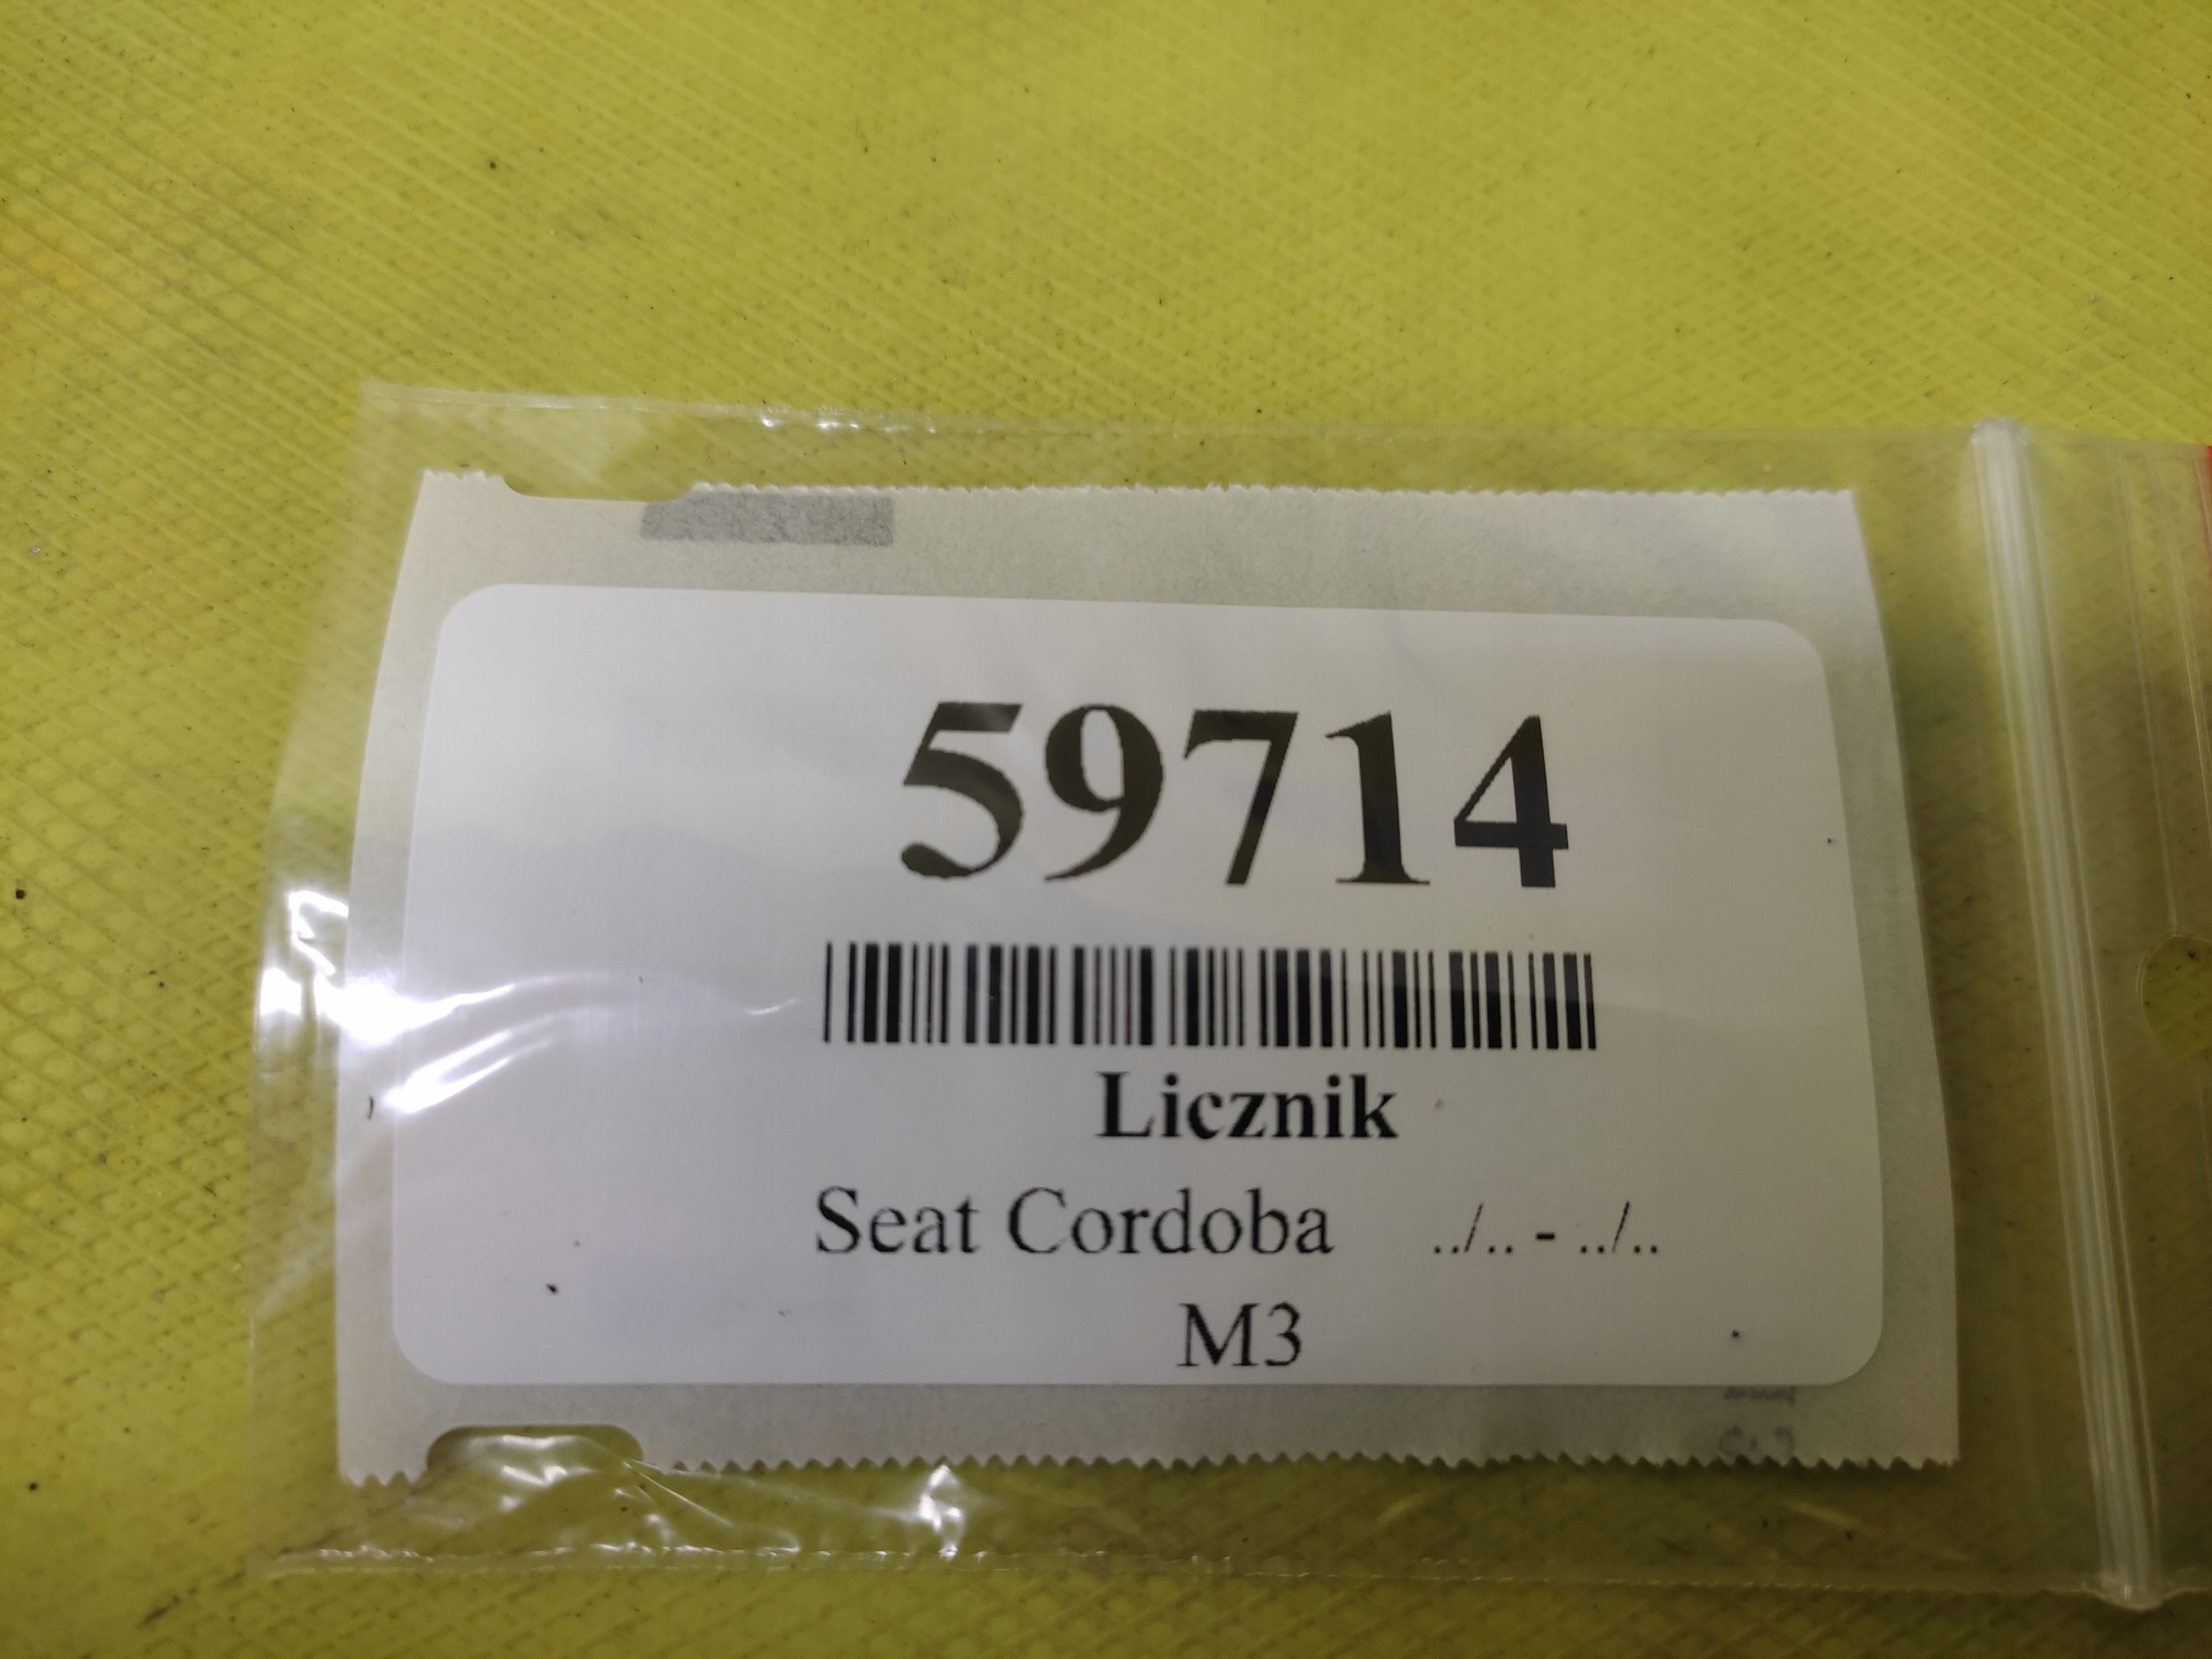 59714
Licznik
Seat Cordoba ../.. - ../..
M3